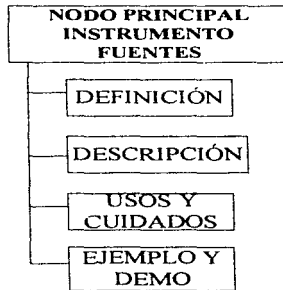 NODO PRINCIPAL
INSTRUMENTO
FUENTES
DEFINICIÓN
DESCRIPCIÓN
USOS Y
CUIDADOS
EJEMPLO Y
DEMO